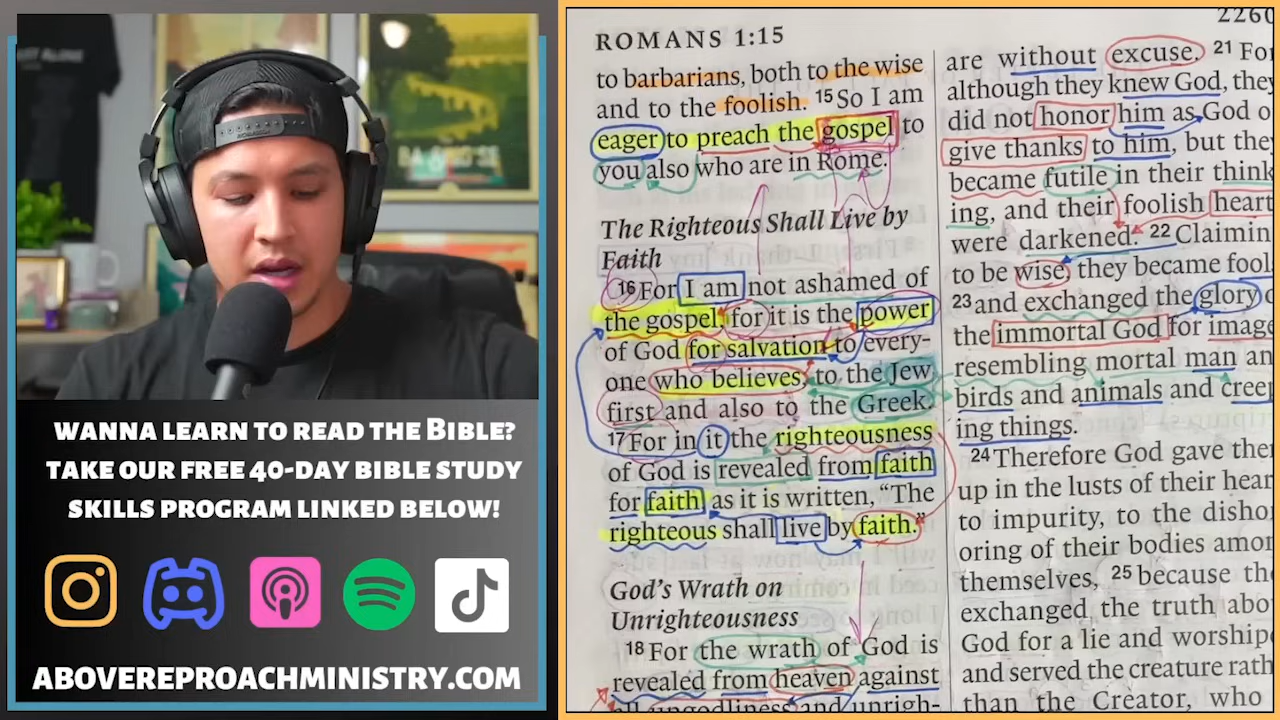 WANNA LEARN TO READ THE BIBLE?
TAKE OUR FREE 40-DAY BIBLE STUDY
SKILLS PROGRAM LINKED BELOW!
ABOVEREPROACHMINISTRY.COM
ROMANS 1:15
to barbarians, both to the wise
and to the foolish. 15 So I am
eager to preach the gospel to
you also who are in Rome.
The Righteous Shall Live by
Faith
16 For I am not ashamed of
the gospel, for it is the power
of God for salvation to every-
one who believes, to the Jew
first and also to the Greek.
17 For in it the righteousness
of God is revealed from faith
for faith as it is written, “The
righteous shall live by faith.”
God's Wrath on
Unrighteousness
18 For the wrath of God is
revealed from heaven against
all ungodliness and unrigh-
2260
are without excuse. 21 For
although they knew God, they
did not honor him as God o
give thanks to him, but they
became futile in their think
ing, and their foolish heart
were darkened. 22 Claimin
to be wise, they became fool
23 and exchanged the glory o
the immortal God for image
resembling mortal man an
birds and animals and creep
ing things.
24 Therefore God gave them
up in the lusts of their hear
to impurity, to the disho
oring of their bodies amon
themselves, 25 because the
exchanged the truth abo
God for a lie and worshipe
and served the creature rath
than the Creator, who